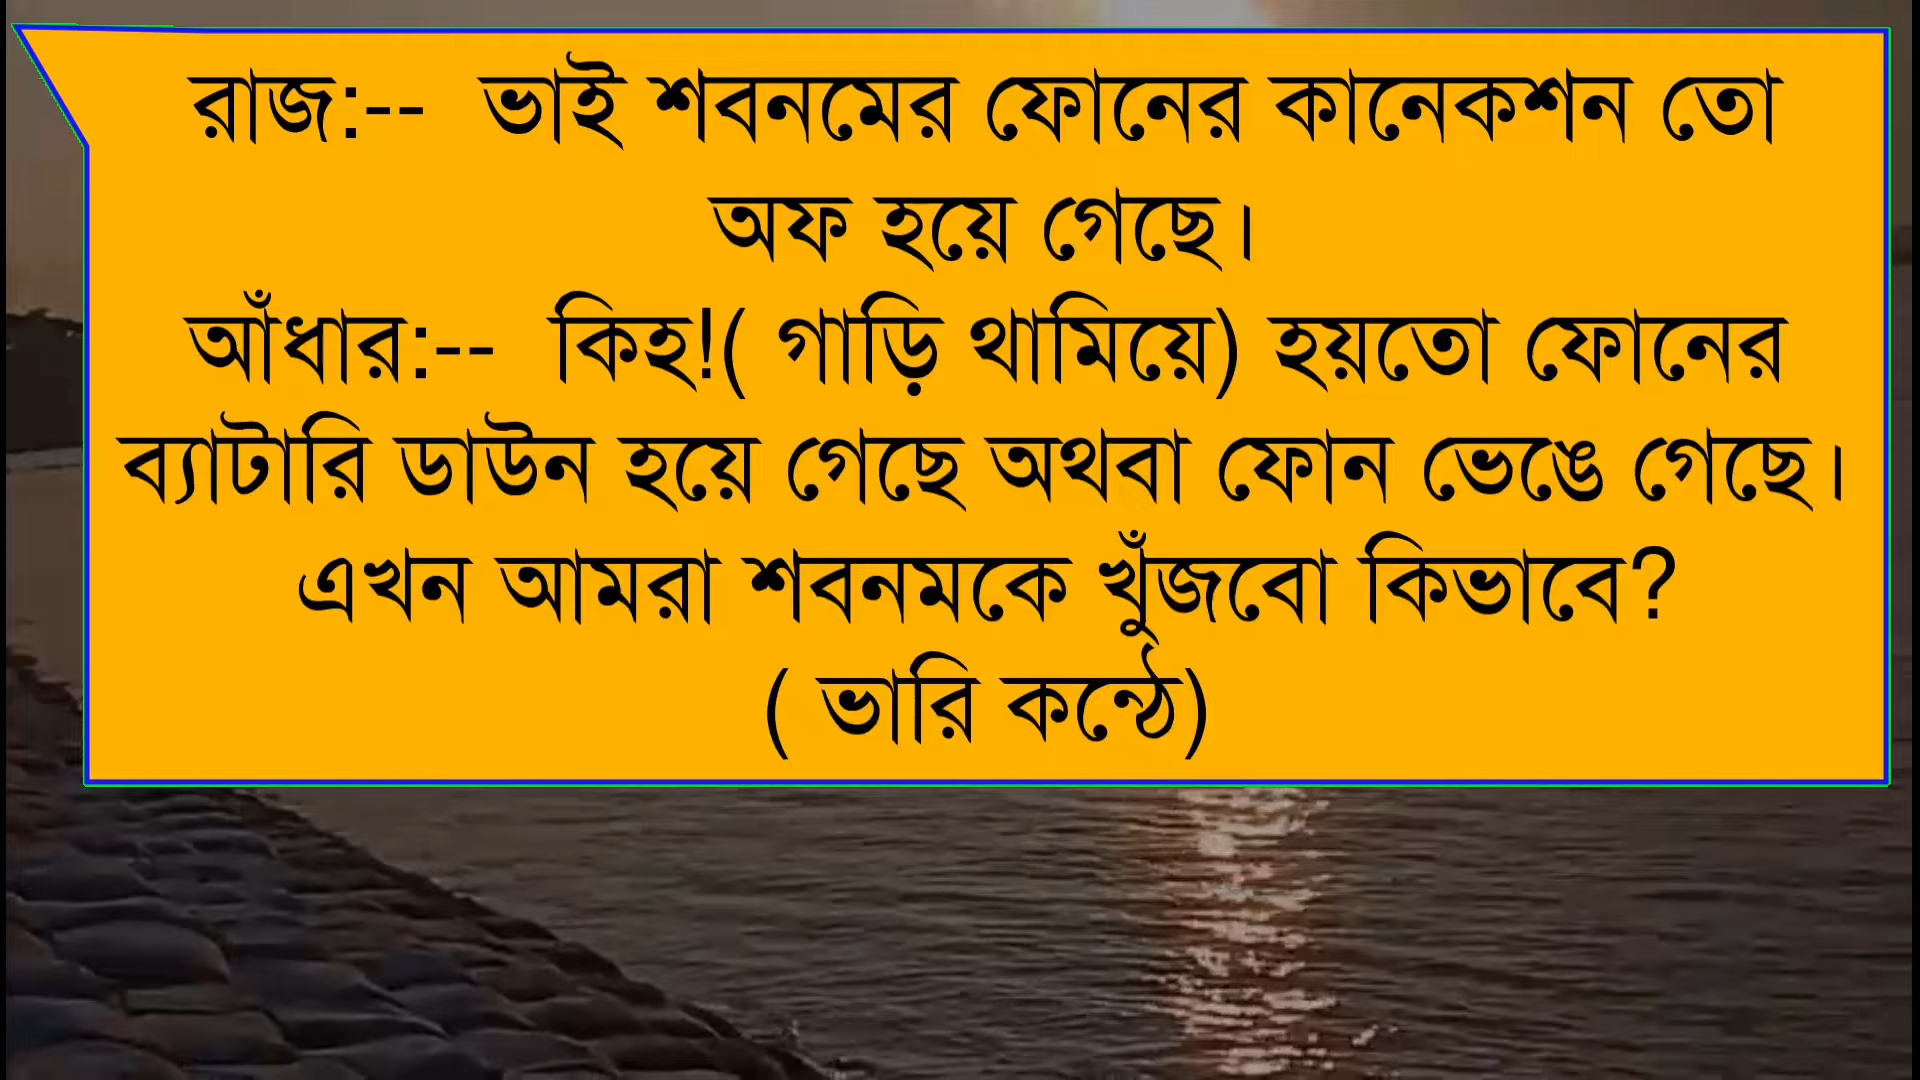 রাজ:-- ভাই শবনমের ফোনের কানেকশন তো
অফ হয়ে গেছে।
আঁধার:-- কিহ!( গাড়ি থামিয়ে) হয়তো ফোনের
ব্যাটারি ডাউন হয়ে গেছে অথবা ফোন ভেঙে গেছে।
এখন আমরা শবনমকে খুঁজবো কিভাবে?
( ভারি কন্ঠে)